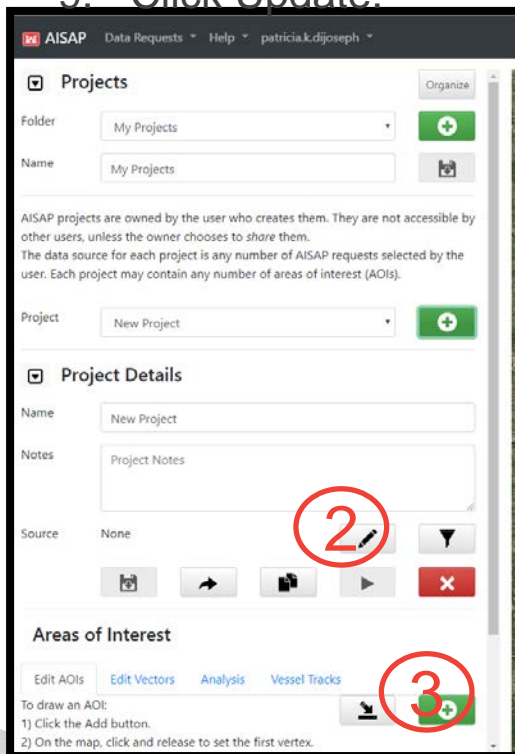 Click Update.
AISAP Data Requests Help patricia.k.dijoseph
Projects Organize
Folder My Projects
Name My Projects
AISAP projects are owned by the user who creates them. They are not accessible by
other users, unless the owner chooses to share them.
The data source for each project is any number of AISAP requests selected by the
user. Each project may contain any number of areas of interest (AOIs).
Project New Project
Project Details
Name New Project
Notes Project Notes
2
Source None
Areas of Interest
Edit AOIs Edit Vectors Analysis Vessel Tracks
3
To draw an AOI:
1) Click the Add button.
2) On the map, click and release to set the first vertex.